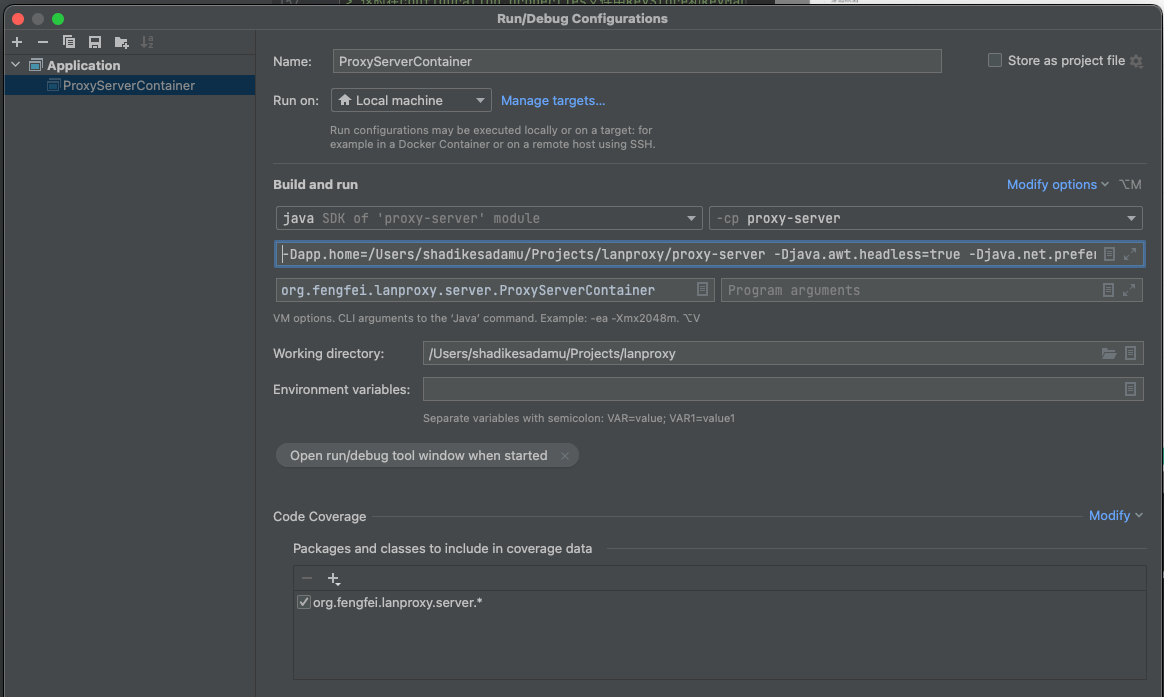 Run/Debug Configurations
Application
ProxyServerContainer
Name: ProxyServerContainer
Store as project file
Run on: Local machine Manage targets...
Run configurations may be executed locally or on a target: for
example in a Docker Container or on a remote host using SSH.
Build and run
Modify options ⌥M
java SDK of 'proxy-server' module
-cp proxy-server
-Dapp.home=/Users/shadikesadamu/Projects/lanproxy/proxy-server -Djava.awt.headless=true -Djava.net.prefer
org.fengfei.lanproxy.server.ProxyServerContainer
Program arguments
VM options. CLI arguments to the ‘Java’ command. Example: -ea -Xmx2048m. ⌥V
Working directory: /Users/shadikesadamu/Projects/lanproxy
Environment variables:
Separate variables with semicolon: VAR=value; VAR1=value1
Open run/debug tool window when started
Code Coverage
Modify
Packages and classes to include in coverage data
org.fengfei.lanproxy.server.*